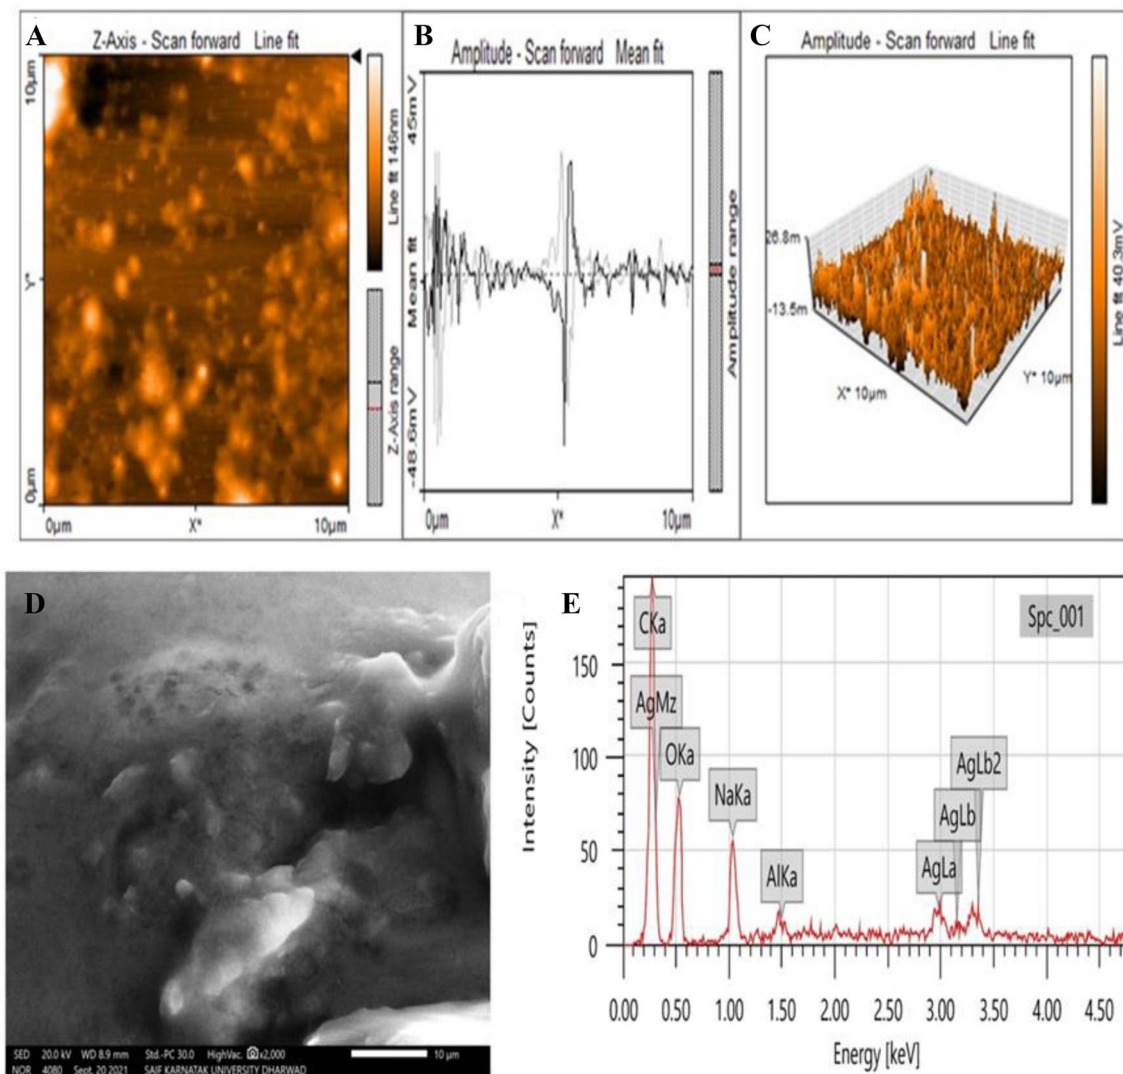 A
Z-Axis - Scan forward Line fit
10µm
Y*
0µm
0µm
X*
10µm
Line fit 146nm
Z-Axis range
B
Amplitude - Scan forward Mean fit
45mV
Mean fit
-48.6mV
0µm
X*
10µm
Amplitude range
C
Amplitude - Scan forward Line fit
26.8m
-13.5m
X* 10µm
Y* 10µm
Line fit 40.3mV
D
SED 20.0 kV WD 8.9 mm Std.-PC 30.0 HighVac. x2,000 10 µm
NOR 4080 Sept. 20 2021 SAIF KARNATAK UNIVERSITY DHARWAD
E
Spc_001
Intensity [Counts]
150
100
50
0
CKa
AgMz
OKa
NaKa
AlKa
AgLa
AgLb
AgLb2
0.00 0.50 1.00 1.50 2.00 2.50 3.00 3.50 4.00 4.50
Energy [keV]